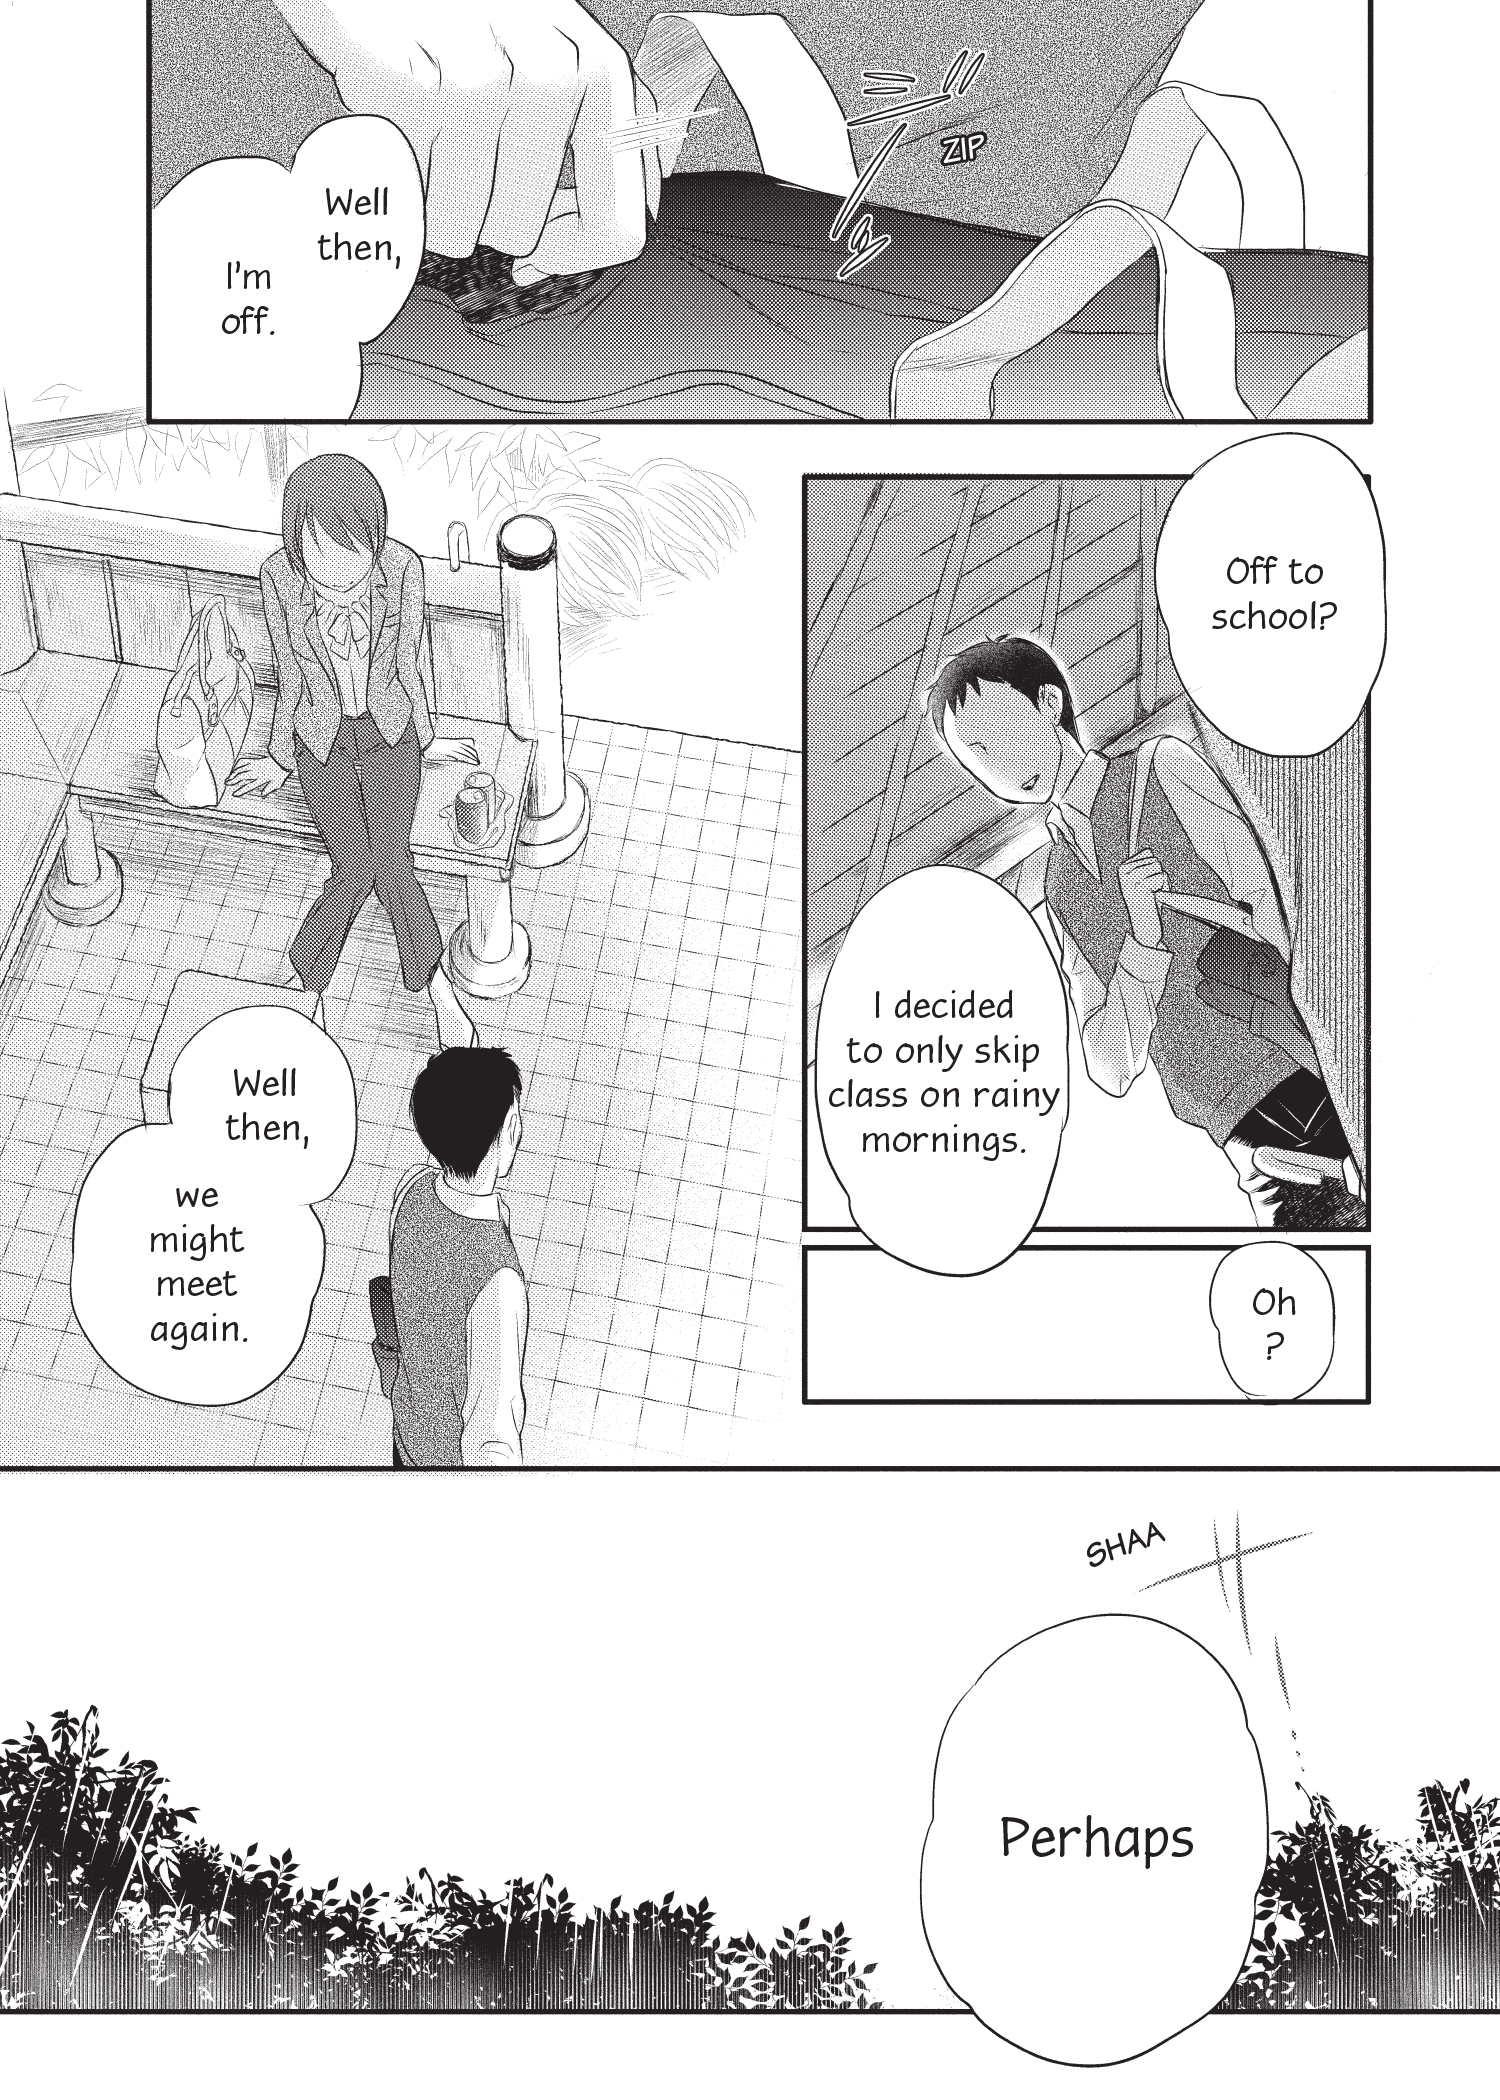 ZIP
Well
then,
I'm
off.
Off to
school?
I decided
to only skip
class on rainy
mornings.
Oh
?
Well
then,
we
might
meet
again.
SHAA
Perhaps